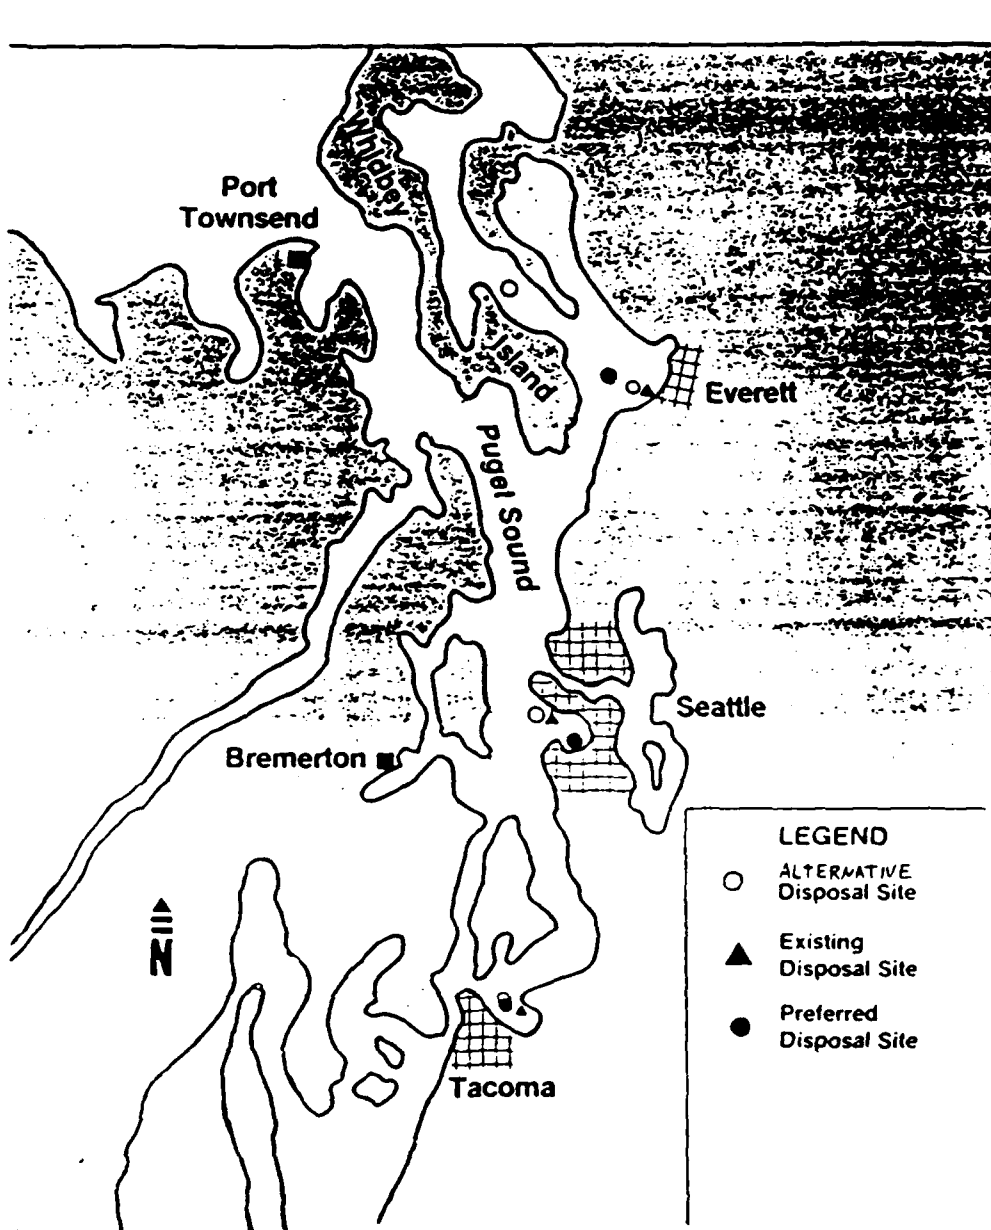 Whidbey
Island
Port
Townsend
Everett
Puget Sound
Seattle
Bremerton
N
Tacoma
LEGEND
ALTERNATIVE
Disposal Site
Existing
Disposal Site
Preferred
Disposal Site